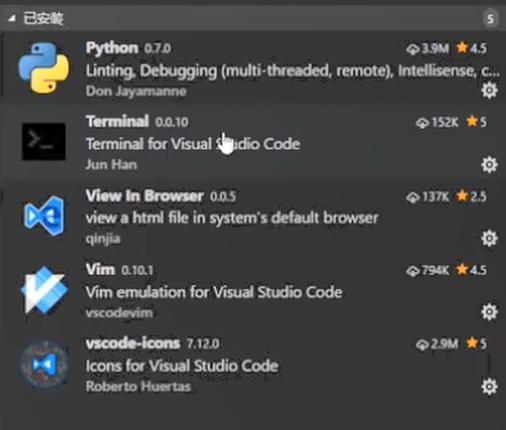 已安装 5
Python 0.7.0 3.9M 4.5
Linting, Debugging (multi-threaded, remote), Intellisense, c...
Don Jayamanne
Terminal 0.0.10 152K 5
Terminal for Visual Studio Code
Jun Han
View In Browser 0.0.5 137K 2.5
view a html file in system's default browser
qinjia
Vim 0.10.1 794K 4.5
Vim emulation for Visual Studio Code
vscodevim
vscode-icons 7.12.0 2.9M 5
Icons for Visual Studio Code
Roberto Huertas